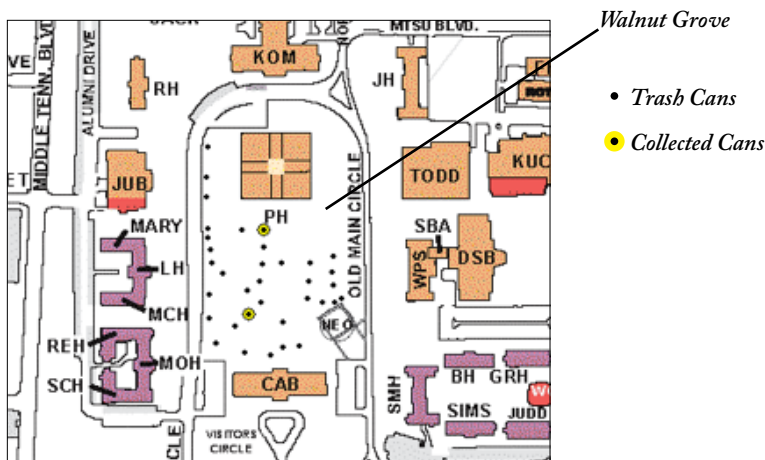 Walnut Grove
Trash Cans
Collected Cans
MTSU BLVD.
MIDDLE TENN. BLVD
ALUMNI DRIVE
KOM
RH
JH
VE
ET
JUB
TODD
KUC
OLD MAIN CIRCLE
PH
MARY
LH
MCH
SBA
WPS
DSB
REH
MOH
SCH
NEO
CAB
SMH
BH
GRH
SIMS
JUDD
VISITORS
CIRCLE
CLE